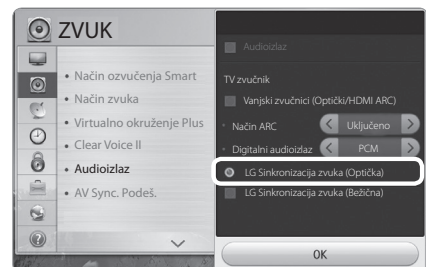 ZVUK
• Način ozvučenja Smart
• Način zvuka
• Virtualno okruženje Plus
• Clear Voice II
• Audioizlaz
• AV Sync. Podeš.
Audioizlaz
TV zvučnik
Vanjski zvučnici (Optički/HDMI ARC)
• Način ARC < Uključeno >
• Digitalni audioizlaz < PCM >
LG Sinkronizacija zvuka (Optička)
LG Sinkronizacija zvuka (Bežična)
OK